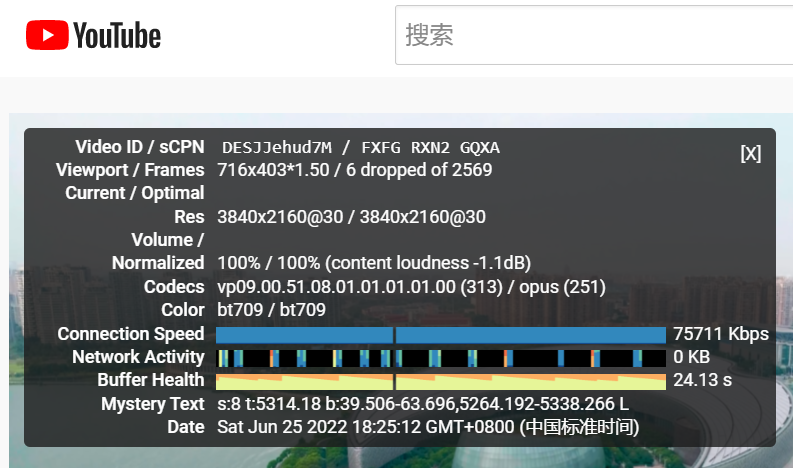 YouTube
搜索
[X]
Video ID / sCPN DESJJehud7M / FXFG RXN2 GQXA
Viewport / Frames 716x403*1.50 / 6 dropped of 2569
Current / Optimal
Res 3840x2160@30 / 3840x2160@30
Volume /
Normalized 100% / 100% (content loudness -1.1dB)
Codecs vp09.00.51.08.01.01.01.01.00 (313) / opus (251)
Color bt709 / bt709
Connection Speed 75711 Kbps
Network Activity 0 KB
Buffer Health 24.13 s
Mystery Text s:8 t:5314.18 b:39.506-63.696,5264.192-5338.266 L
Date Sat Jun 25 2022 18:25:12 GMT+0800 (中国标准时间)